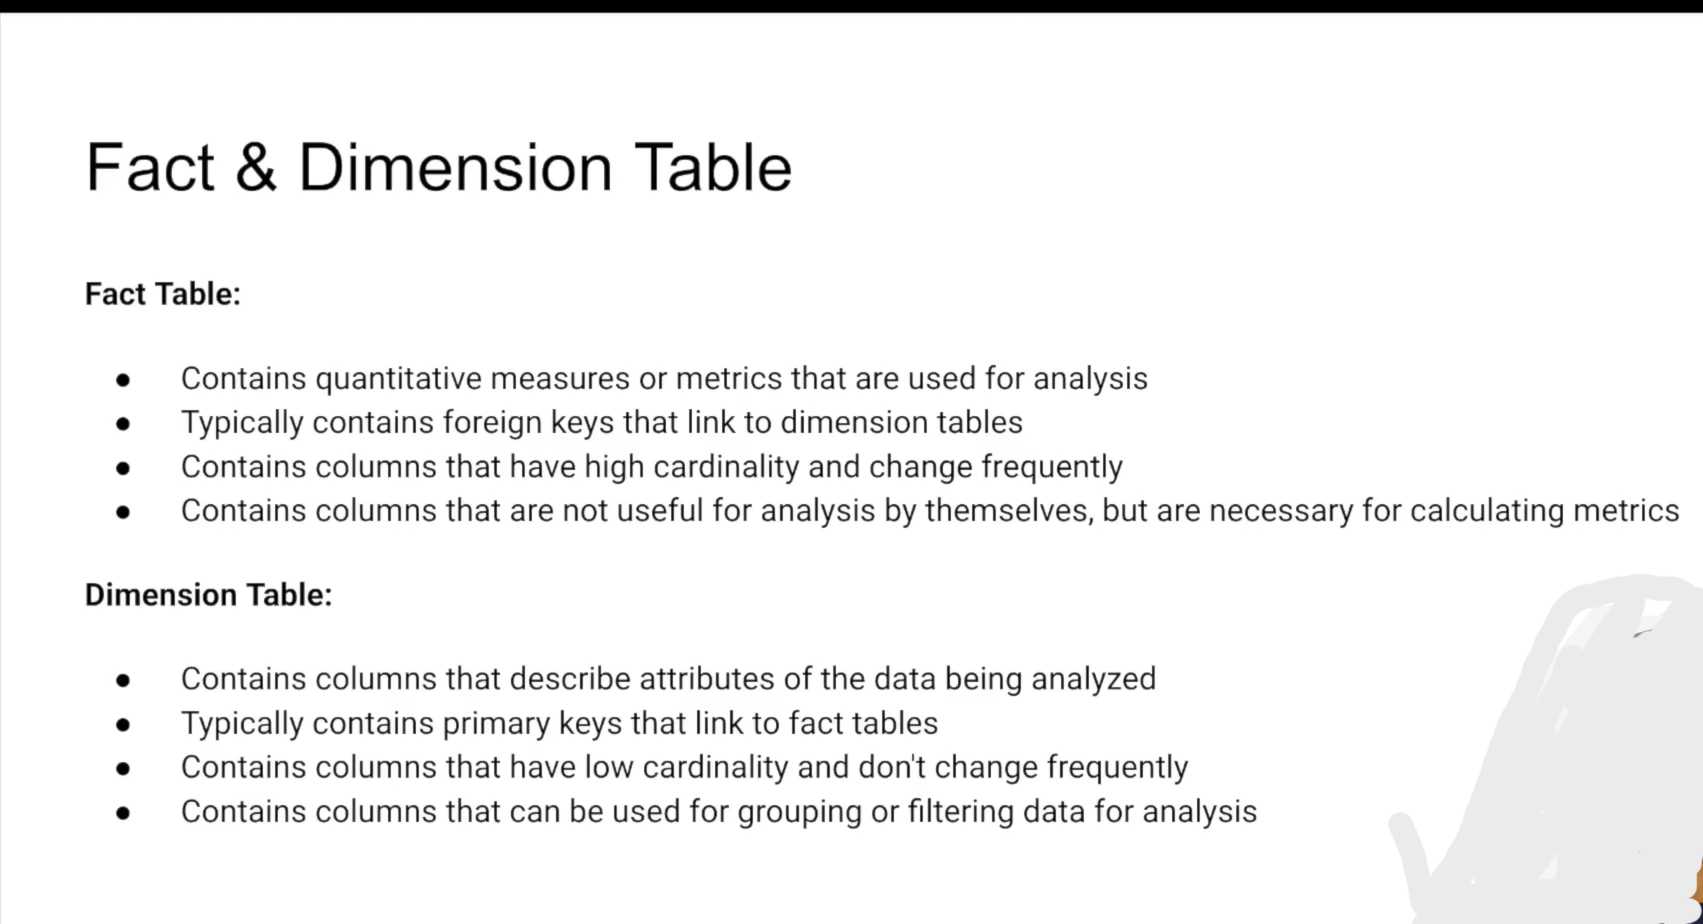 Fact & Dimension Table
Fact Table:
● Contains quantitative measures or metrics that are used for analysis
● Typically contains foreign keys that link to dimension tables
● Contains columns that have high cardinality and change frequently
● Contains columns that are not useful for analysis by themselves, but are necessary for calculating metrics
Dimension Table:
● Contains columns that describe attributes of the data being analyzed
● Typically contains primary keys that link to fact tables
● Contains columns that have low cardinality and don't change frequently
● Contains columns that can be used for grouping or filtering data for analysis